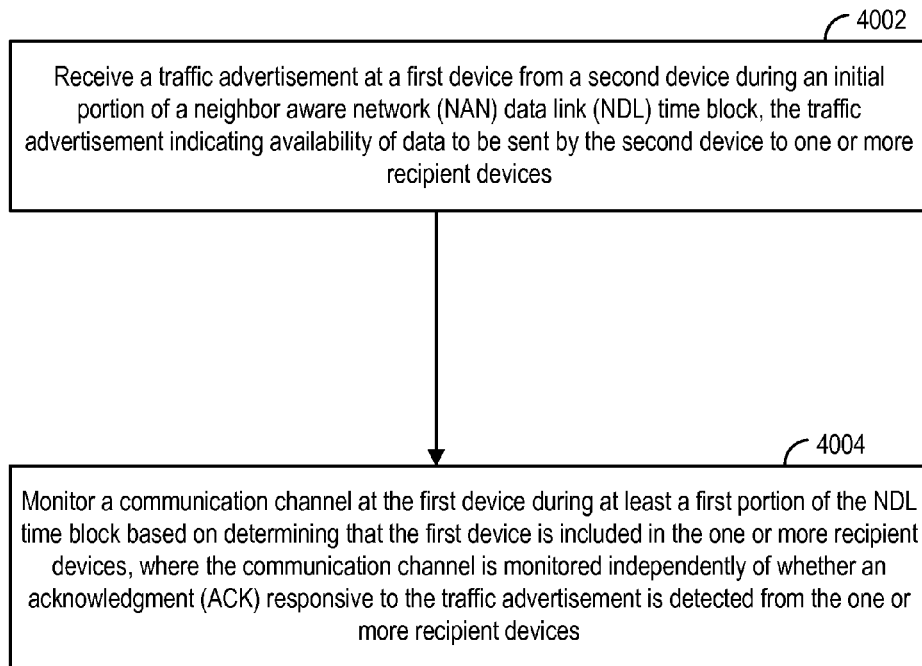 4002
Receive a traffic advertisement at a first device from a second device during an initial
portion of a neighbor aware network (NAN) data link (NDL) time block, the traffic
advertisement indicating availability of data to be sent by the second device to one or more
recipient devices
4004
Monitor a communication channel at the first device during at least a first portion of the NDL
time block based on determining that the first device is included in the one or more recipient
devices, where the communication channel is monitored independently of whether an
acknowledgment (ACK) responsive to the traffic advertisement is detected from the one or
more recipient devices